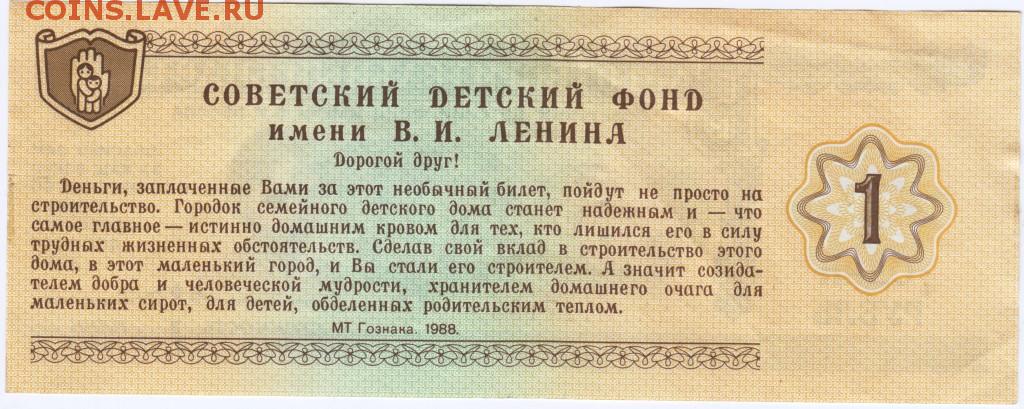 COINS.LAVE.RU
СОВЕТСКИЙ ДЕТСКИЙ ФОНД
имени В. И. ЛЕНИНА
Дорогой друг!
Деньги, заплаченные Вами за этот необычный билет, пойдут не просто на
строительство. Городок семейного детского дома станет надежным и — что
самое главное — истинно домашним кровом для тех, кто лишился его в силу
трудных жизненных обстоятельств. Сделав свой вклад в строительство этого
дома, в этот маленький город, и Вы стали его строителем. А значит созида-
телем добра и человеческой мудрости, хранителем домашнего очага для
маленьких сирот, для детей, обделенных родительским теплом.
МТ Гознака. 1988.
1